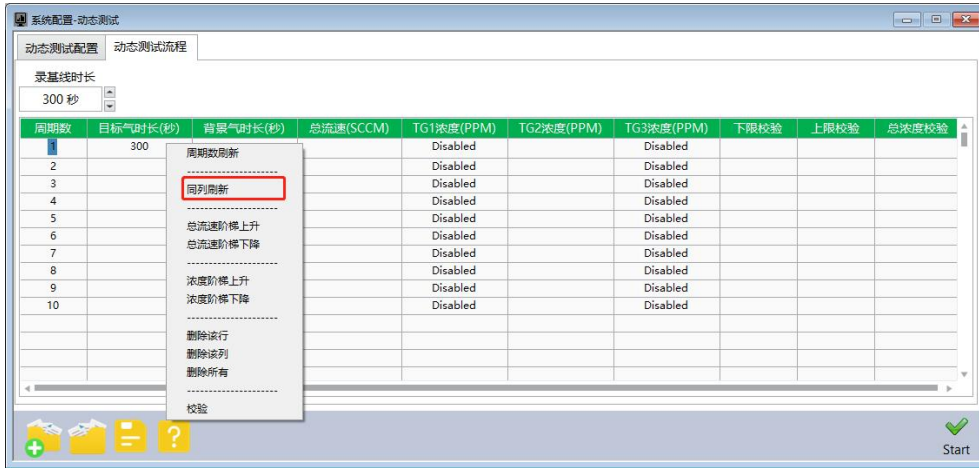 系统配置-动态测试
动态测试配置 动态测试流程
录基线时长
300 秒
周期数 目标气时长(秒) 背景气时长(秒) 总流速(SCCM) TG1浓度(PPM) TG2浓度(PPM) TG3浓度(PPM) 下限校验 上限校验 总浓度校验
1 300 Disabled Disabled
2 Disabled Disabled
3 Disabled Disabled
4 Disabled Disabled
5 Disabled Disabled
6 Disabled Disabled
7 Disabled Disabled
8 Disabled Disabled
9 Disabled Disabled
10 Disabled Disabled
周期数刷新
---------------------
同列刷新
---------------------
总流速阶梯上升
总流速阶梯下降
---------------------
浓度阶梯上升
浓度阶梯下降
---------------------
删除该行
删除该列
删除所有
---------------------
校验
?
Start